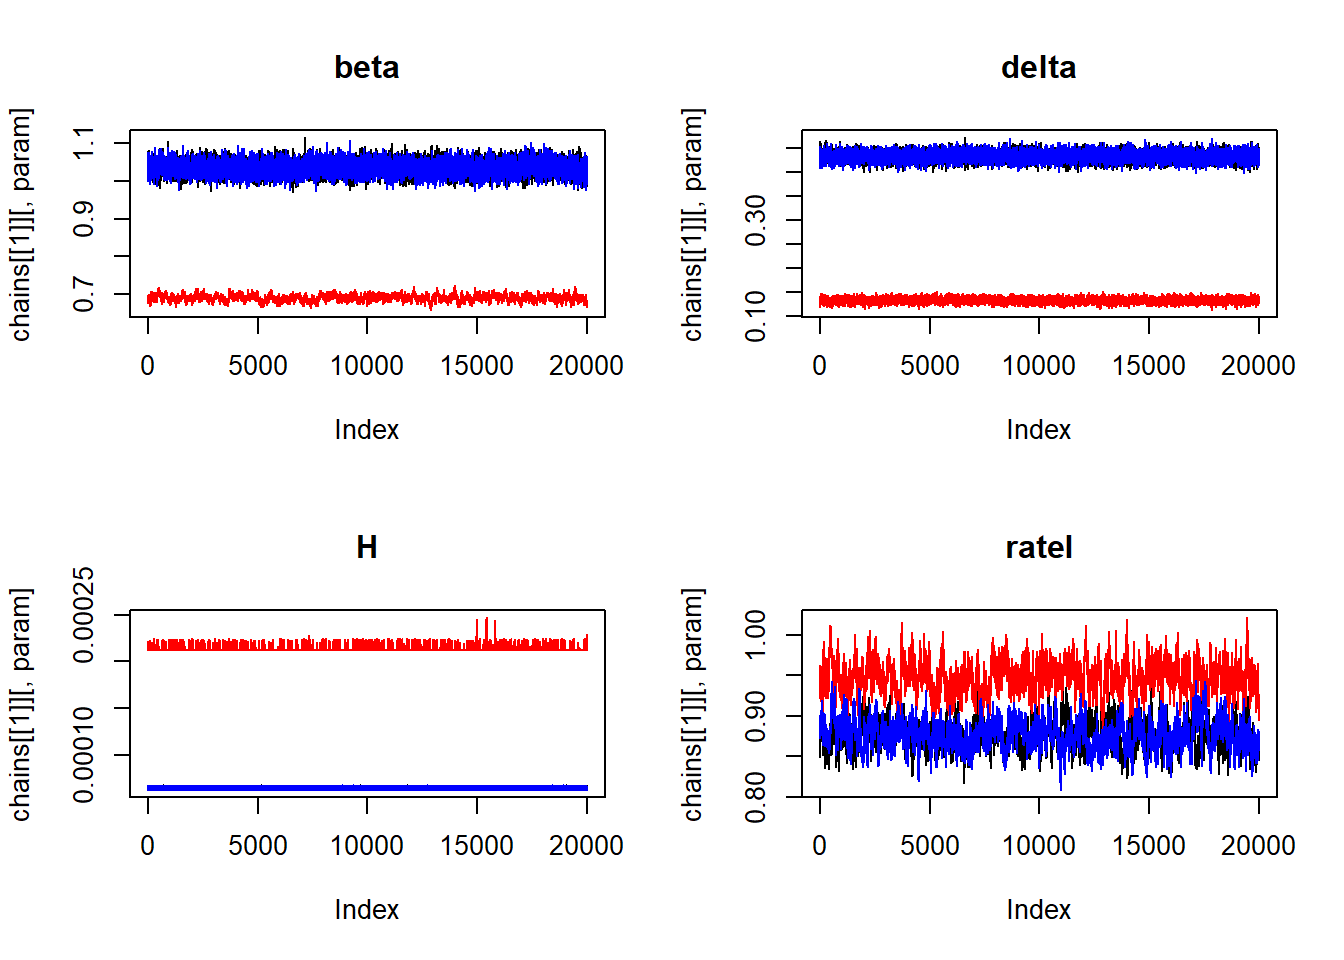 beta
chains[[1]][, param]
0.7 0.9 1.1
0 5000 10000 15000 20000
Index
delta
chains[[1]][, param]
0.10 0.30
0 5000 10000 15000 20000
Index
H
chains[[1]][, param]
0.00010 0.00025
0 5000 10000 15000 20000
Index
rateI
chains[[1]][, param]
0.80 0.90 1.00
0 5000 10000 15000 20000
Index